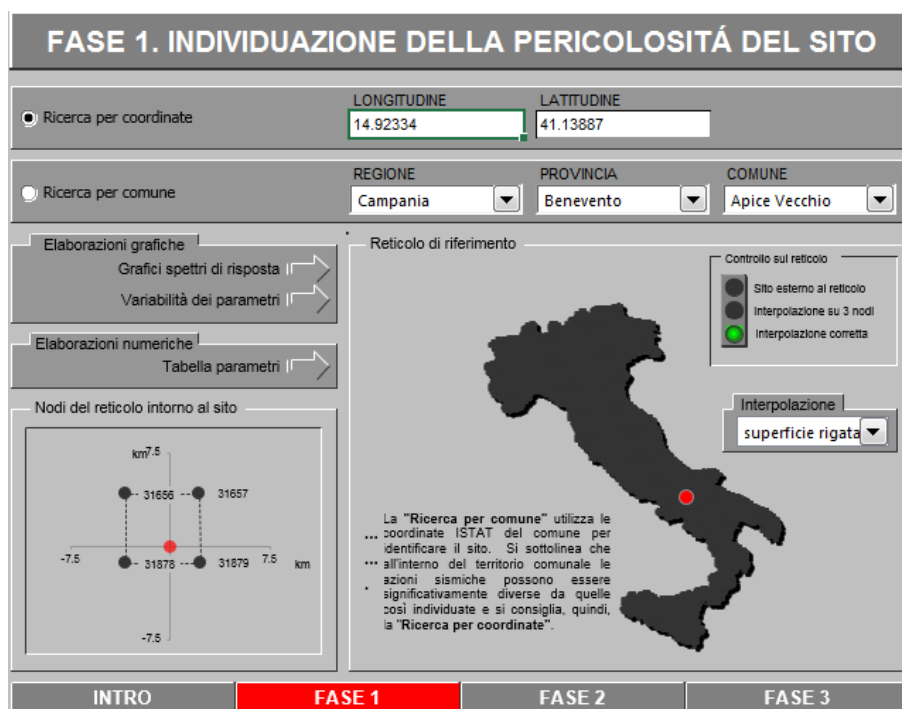 FASE 1. INDIVIDUAZIONE DELLA PERICOLOSITÁ DEL SITO
Ricerca per coordinate
LONGITUDINE
14.92334
LATITUDINE
41.13887
Ricerca per comune
REGIONE
Campania
PROVINCIA
Benevento
COMUNE
Apice Vecchio
Elaborazioni grafiche
Grafici spettri di risposta
Variabilità dei parametri
Elaborazioni numeriche
Tabella parametri
Nodi del reticolo intorno al sito
km 7.5
31656
31657
-7.5
7.5 km
31878
31879
-7.5
Reticolo di riferimento
Controllo sul reticolo
Sito esterno al reticolo
Interpolazione su 3 nodi
Interpolazione corretta
Interpolazione
superficie rigata
La "Ricerca per comune" utilizza le
... coordinate ISTAT del comune per
identificare il sito. Si sottolinea che
... all'interno del territorio comunale le
azioni sismiche possono essere
significativamente diverse da quelle
così individuate e si consiglia, quindi,
la "Ricerca per coordinate".
INTRO
FASE 1
FASE 2
FASE 3